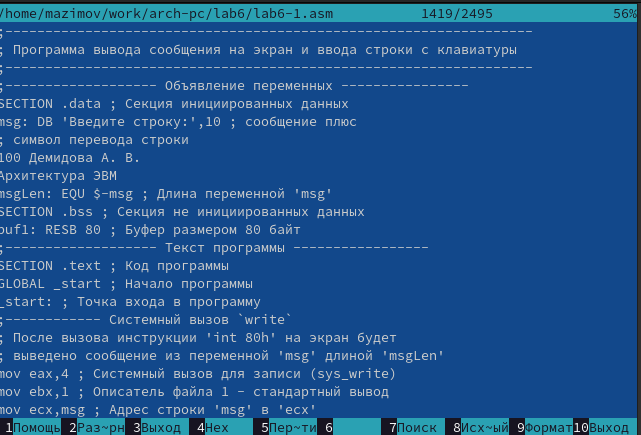 /home/mazimov/work/arch-pc/lab6/lab6-1.asm 1419/2495 56%
;------------------------------------------------------------------
; Программа вывода сообщения на экран и ввода строки с клавиатуры
;------------------------------------------------------------------
;------------------- Объявление переменных ----------------
SECTION .data ; Секция инициированных данных
msg: DB 'Введите строку:',10 ; сообщение плюс
; символ перевода строки
100 Демидова А. В.
Архитектура ЭВМ
msgLen: EQU $-msg ; Длина переменной 'msg'
SECTION .bss ; Секция не инициированных данных
buf1: RESB 80 ; Буфер размером 80 байт
;------------------- Текст программы -----------------
SECTION .text ; Код программы
GLOBAL _start ; Начало программы
_start: ; Точка входа в программу
;------------ Системный вызов `write`
; После вызова инструкции 'int 80h' на экран будет
; выведено сообщение из переменной 'msg' длиной 'msgLen'
mov eax,4 ; Системный вызов для записи (sys_write)
mov ebx,1 ; Описатель файла 1 - стандартный вывод
mov ecx,msg ; Адрес строки 'msg' в 'ecx'
1Помощь 2Раз~рн 3Выход 4Hex 5Пер~ти 6 7Поиск 8Исх~ый 9Формат 10Выход